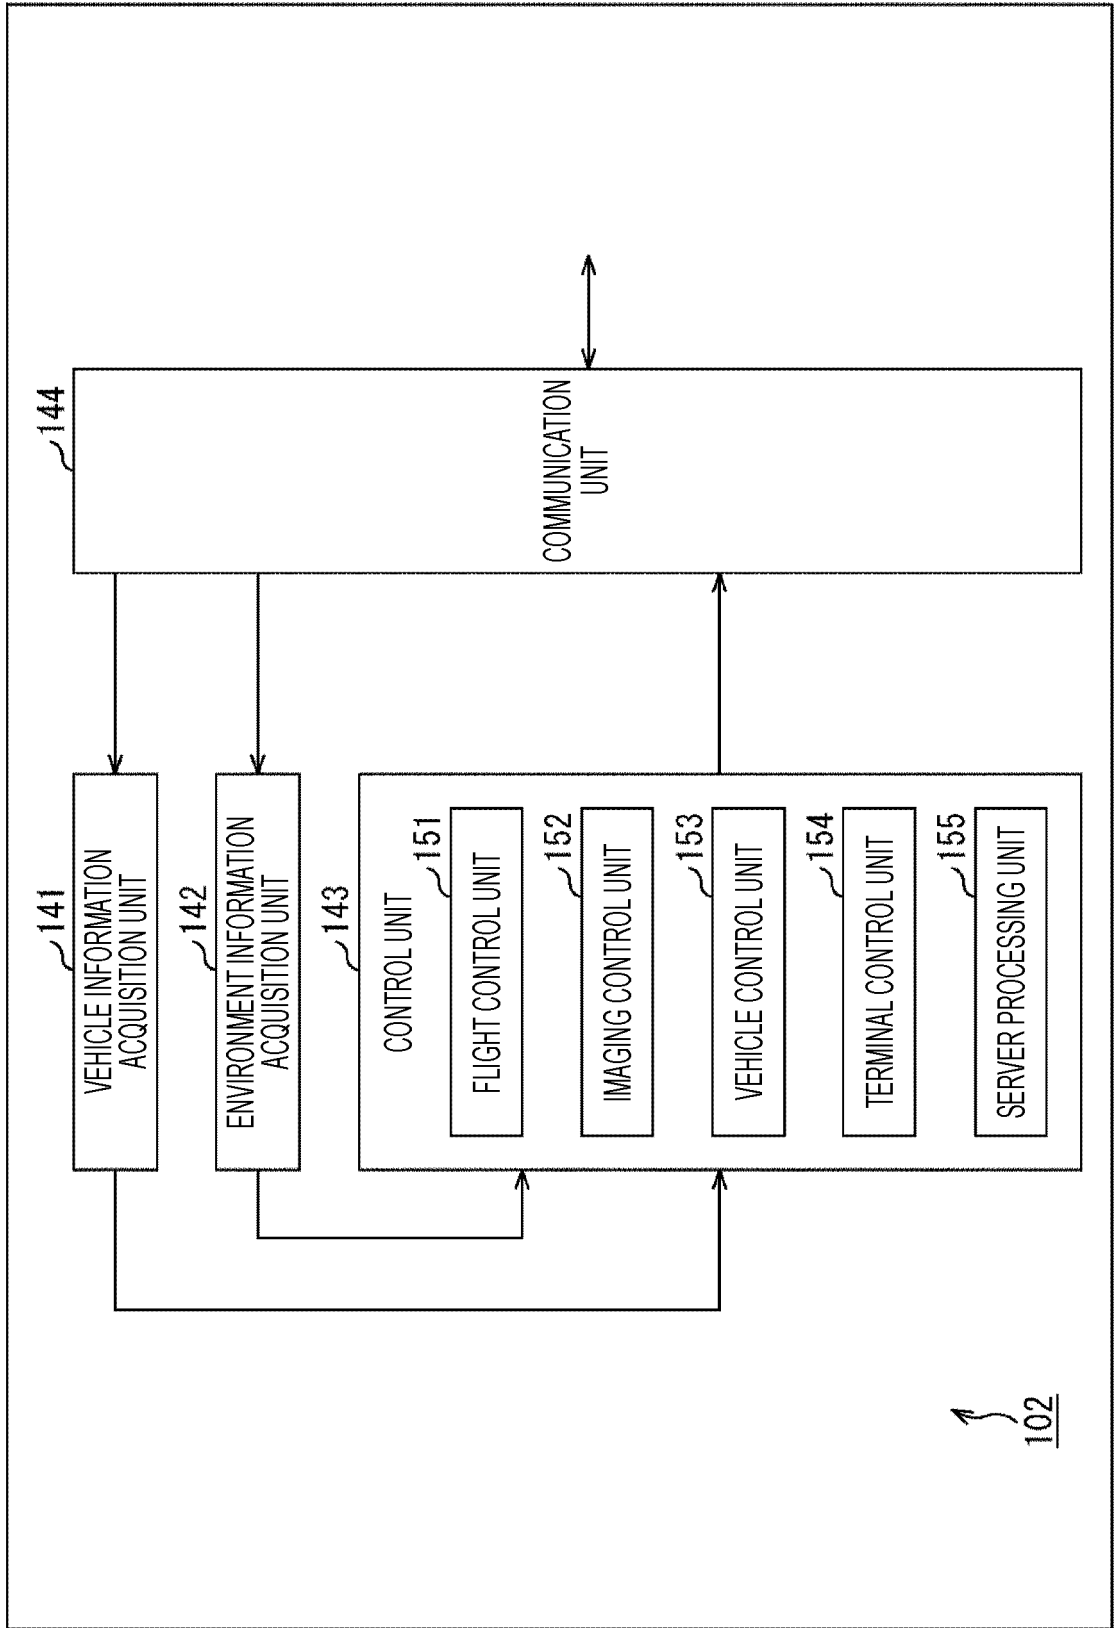 141
VEHICLE INFORMATION
ACQUISITION UNIT
142
ENVIRONMENT INFORMATION
ACQUISITION UNIT
143
CONTROL UNIT
151
FLIGHT CONTROL UNIT
152
IMAGING CONTROL UNIT
153
VEHICLE CONTROL UNIT
154
TERMINAL CONTROL UNIT
155
SERVER PROCESSING UNIT
144
COMMUNICATION
UNIT
102